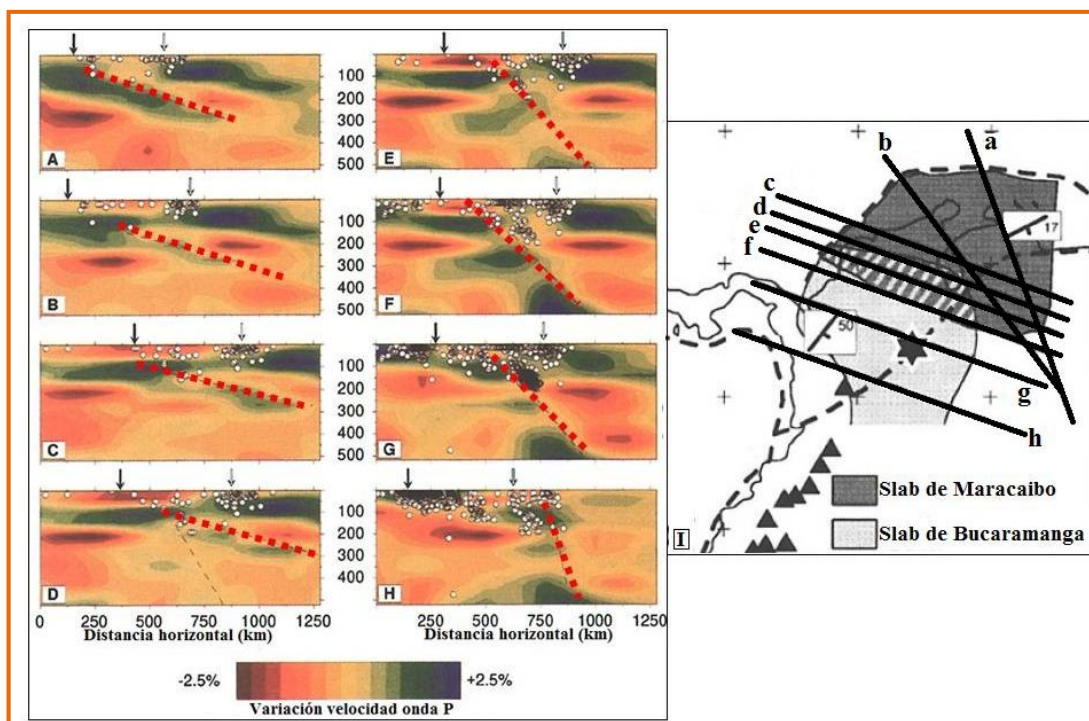 100
200
300
400
500
A
E
100
200
300
400
500
B
F
100
200
300
400
500
C
G
100
200
300
400
D
H
0 250 500 750 1000 1250
0 250 500 750 1000 1250
Distancia horizontal (km)
Distancia horizontal (km)
-2.5%
+2.5%
Variación velocidad onda P
a
b
c
d
e
f
g
h
17
50
I
Slab de Maracaibo
Slab de Bucaramanga